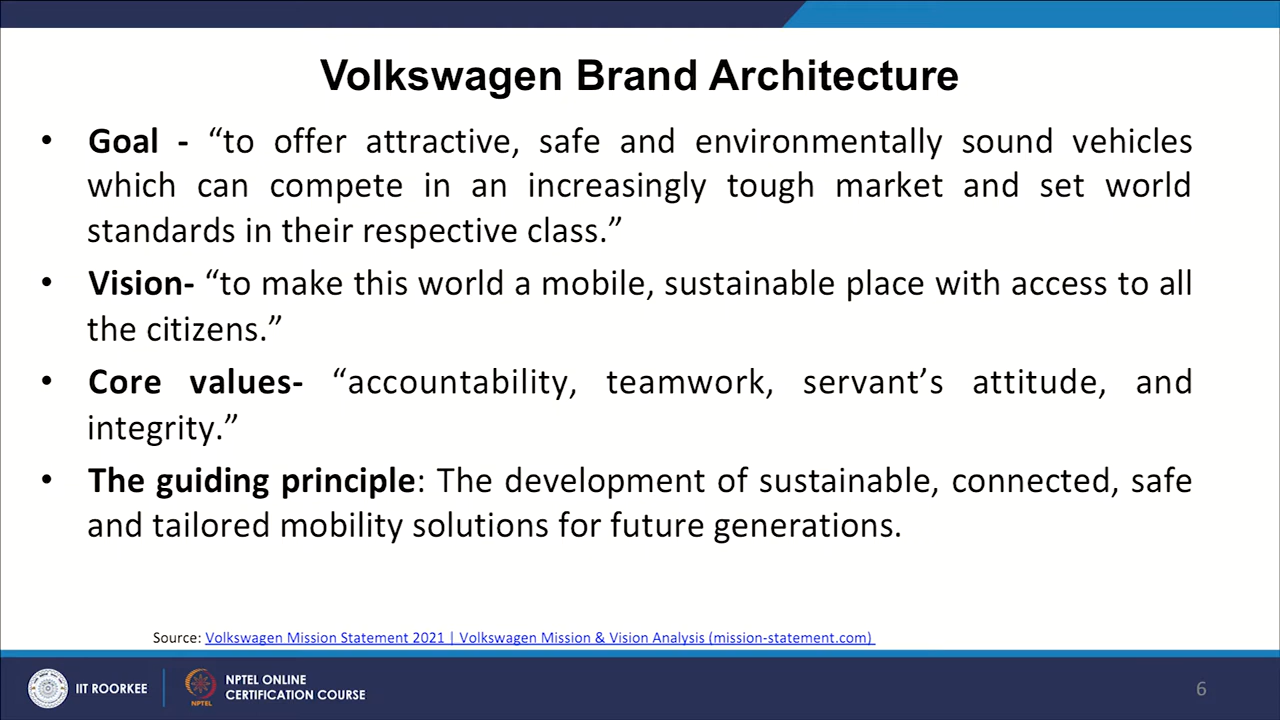 Volkswagen Brand Architecture
• Goal - “to offer attractive, safe and environmentally sound vehicles
which can compete in an increasingly tough market and set world
standards in their respective class.”
• Vision- “to make this world a mobile, sustainable place with access to all
the citizens.”
• Core values- “accountability, teamwork, servant’s attitude, and
integrity.”
• The guiding principle: The development of sustainable, connected, safe
and tailored mobility solutions for future generations.
Source: Volkswagen Mission Statement 2021 | Volkswagen Mission & Vision Analysis (mission-statement.com)
IIT ROORKEE
NPTEL
NPTEL ONLINE
CERTIFICATION COURSE
6